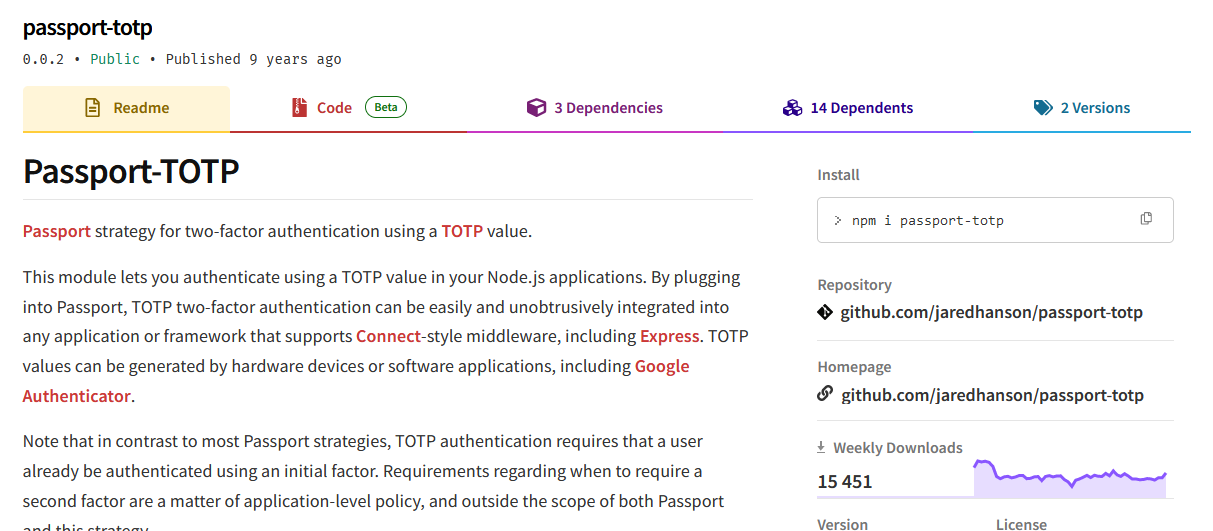 passport-totp
0.0.2 • Public • Published 9 years ago
Readme
Code Beta
3 Dependencies
14 Dependents
2 Versions
Passport-TOTP
Passport strategy for two-factor authentication using a TOTP value.
This module lets you authenticate using a TOTP value in your Node.js applications. By plugging
into Passport, TOTP two-factor authentication can be easily and unobtrusively integrated into
any application or framework that supports Connect-style middleware, including Express. TOTP
values can be generated by hardware devices or software applications, including Google
Authenticator.
Note that in contrast to most Passport strategies, TOTP authentication requires that a user
already be authenticated using an initial factor. Requirements regarding when to require a
second factor are a matter of application-level policy, and outside the scope of both Passport
and this strategy.
Install
> npm i passport-totp
Repository
github.com/jaredhanson/passport-totp
Homepage
github.com/jaredhanson/passport-totp
Weekly Downloads
15 451
Version
License